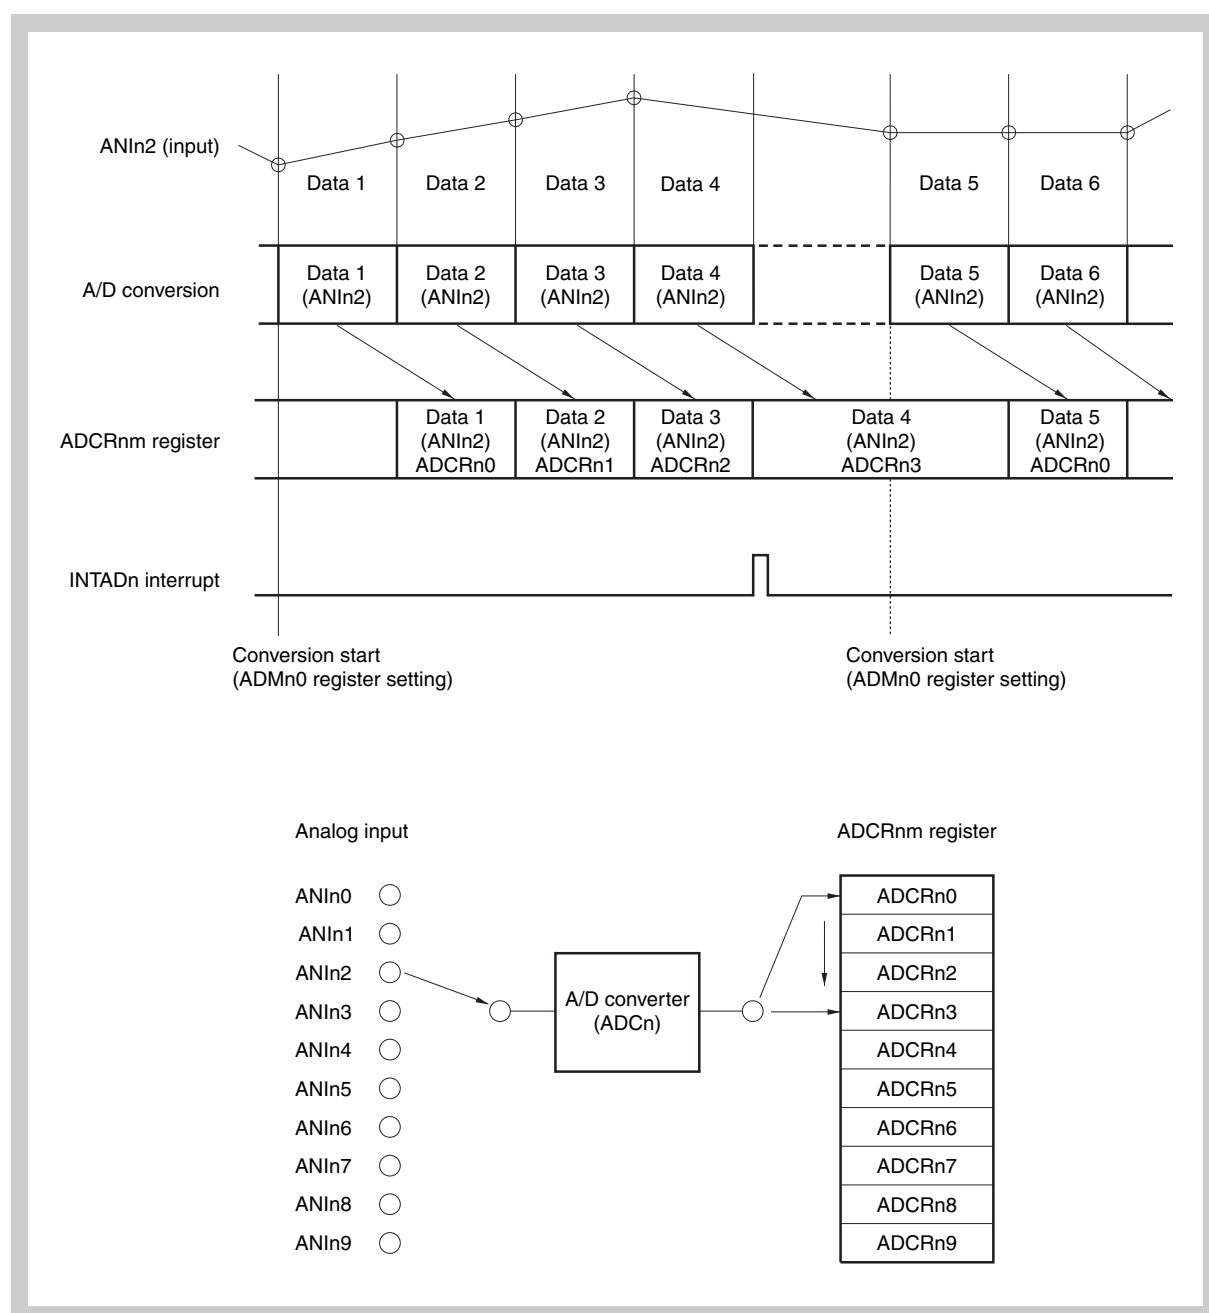 ANIn2 (input)
Data 1
Data 2
Data 3
Data 4
Data 5
Data 6
A/D conversion
Data 1
(ANIn2)
Data 2
(ANIn2)
Data 3
(ANIn2)
Data 4
(ANIn2)
Data 5
(ANIn2)
Data 6
(ANIn2)
ADCRnm register
Data 1
(ANIn2)
ADCRn0
Data 2
(ANIn2)
ADCRn1
Data 3
(ANIn2)
ADCRn2
Data 4
(ANIn2)
ADCRn3
Data 5
(ANIn2)
ADCRn0
INTADn interrupt
Conversion start
(ADMn0 register setting)
Conversion start
(ADMn0 register setting)
Analog input
ANIn0
ANIn1
ANIn2
ANIn3
ANIn4
ANIn5
ANIn6
ANIn7
ANIn8
ANIn9
A/D converter
(ADCn)
ADCRnm register
ADCRn0
ADCRn1
ADCRn2
ADCRn3
ADCRn4
ADCRn5
ADCRn6
ADCRn7
ADCRn8
ADCRn9